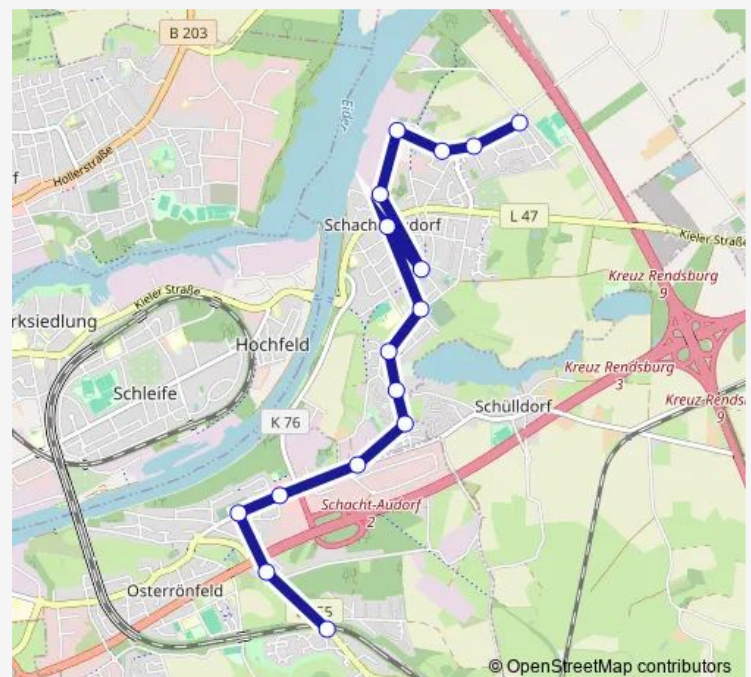 B 203
Eider
Hollerstraße
Schacht-Audorf
L 47
Kieler Straße
Kreuz Rendsburg
9
Kieler Straße
rksiedlung
Hochfeld
Schleife
K 76
Kreuz Rendsburg
3
Kreuz Rends
9
Schülldorf
Schacht-Audorf
2
Osterrönfeld
© OpenStreetMap contributors